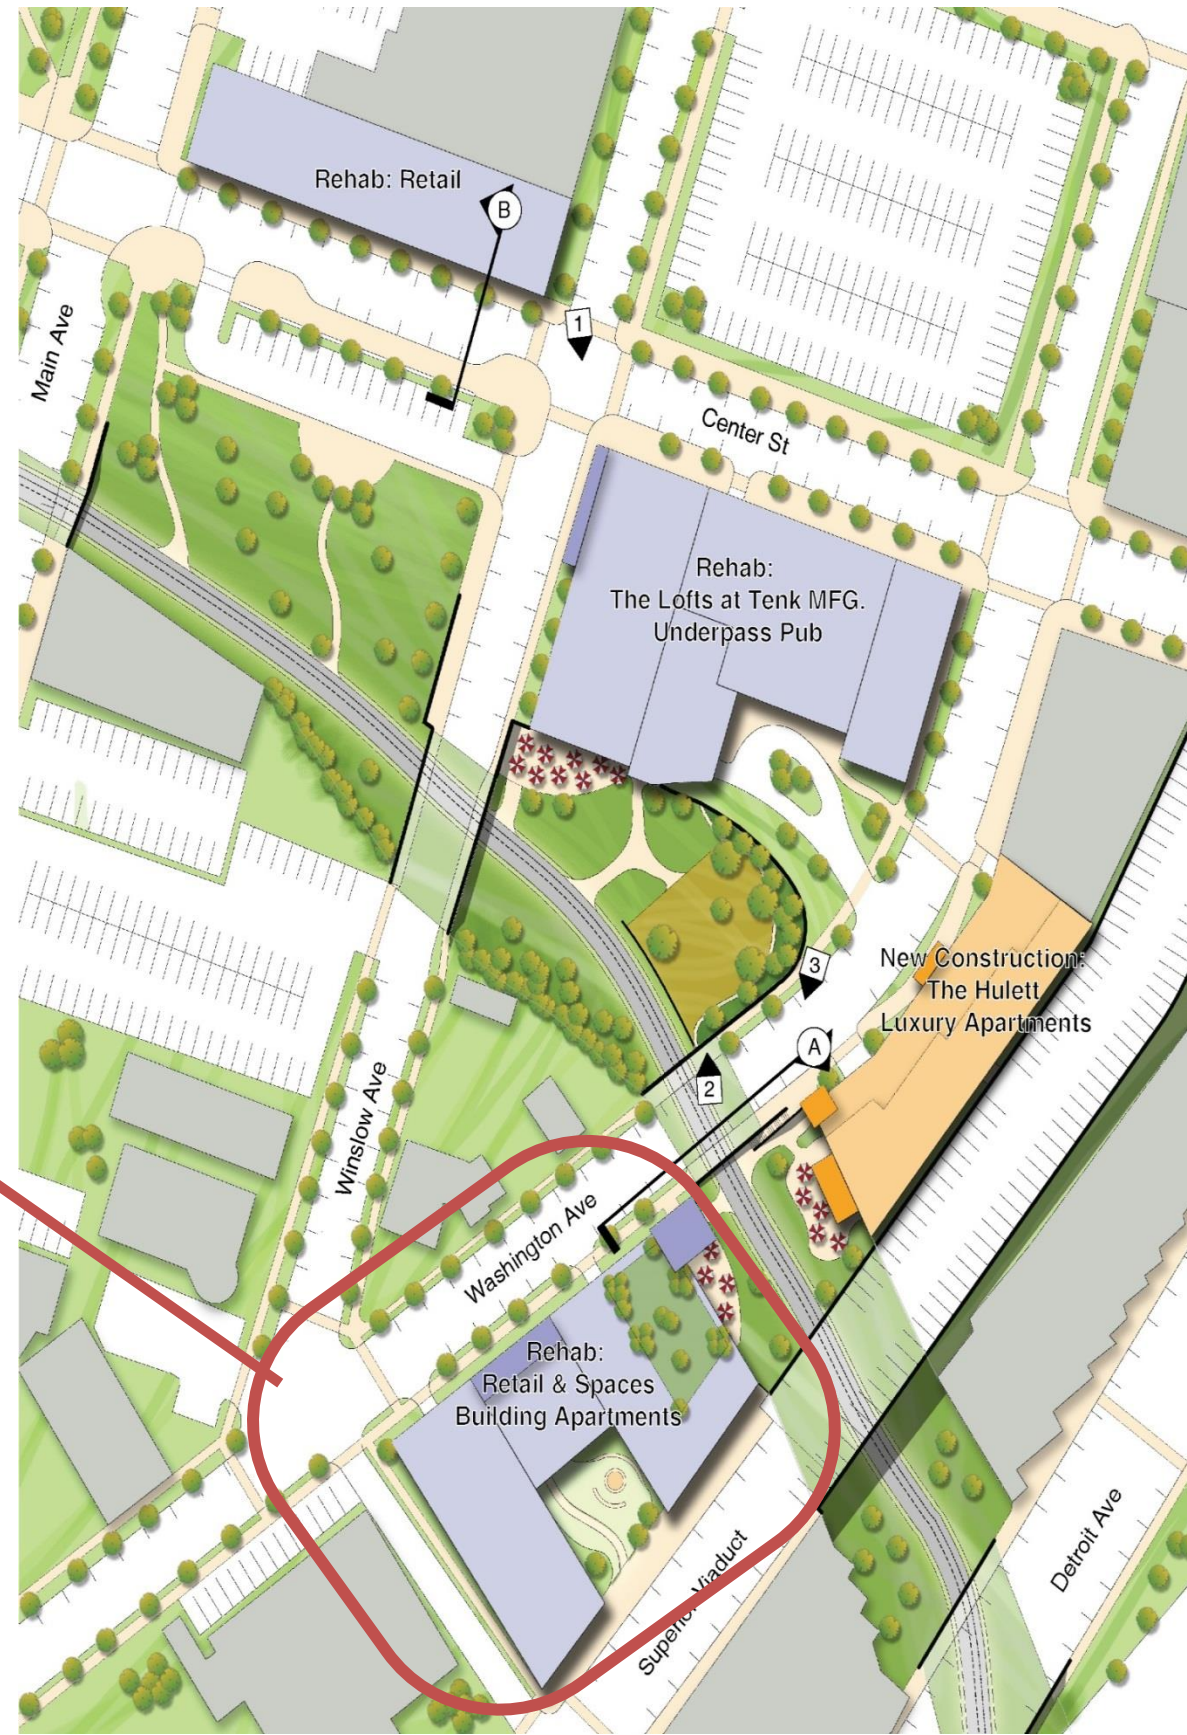 Rehab: Retail
B
1
Main Ave
Center St
Rehab:
The Lofts at Tenk MFG.
Underpass Pub
3
New Construction:
The Hulett
Luxury Apartments
A
2
Winslow Ave
Washington Ave
Rehab:
Retail & Spaces
Building Apartments
Superior Viaduct
Detroit Ave